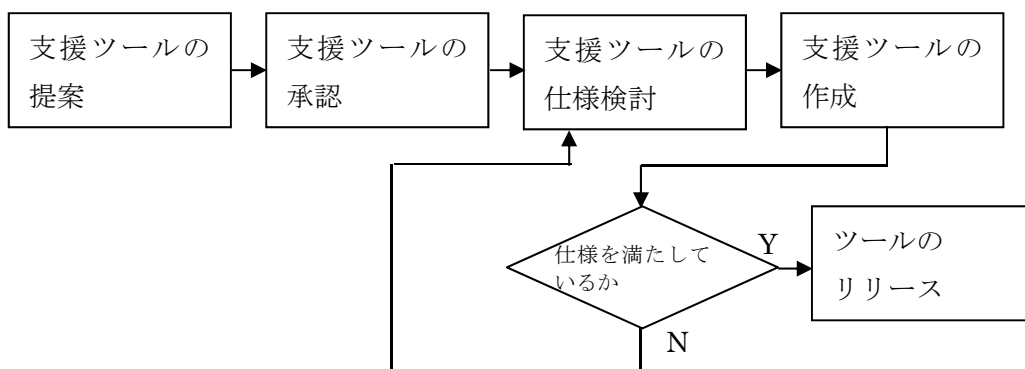 支援ツールの
提案
支援ツールの
承認
支援ツールの
仕様検討
支援ツールの
作成
仕様を満たして
いるか
Y
ツールの
リリース
N